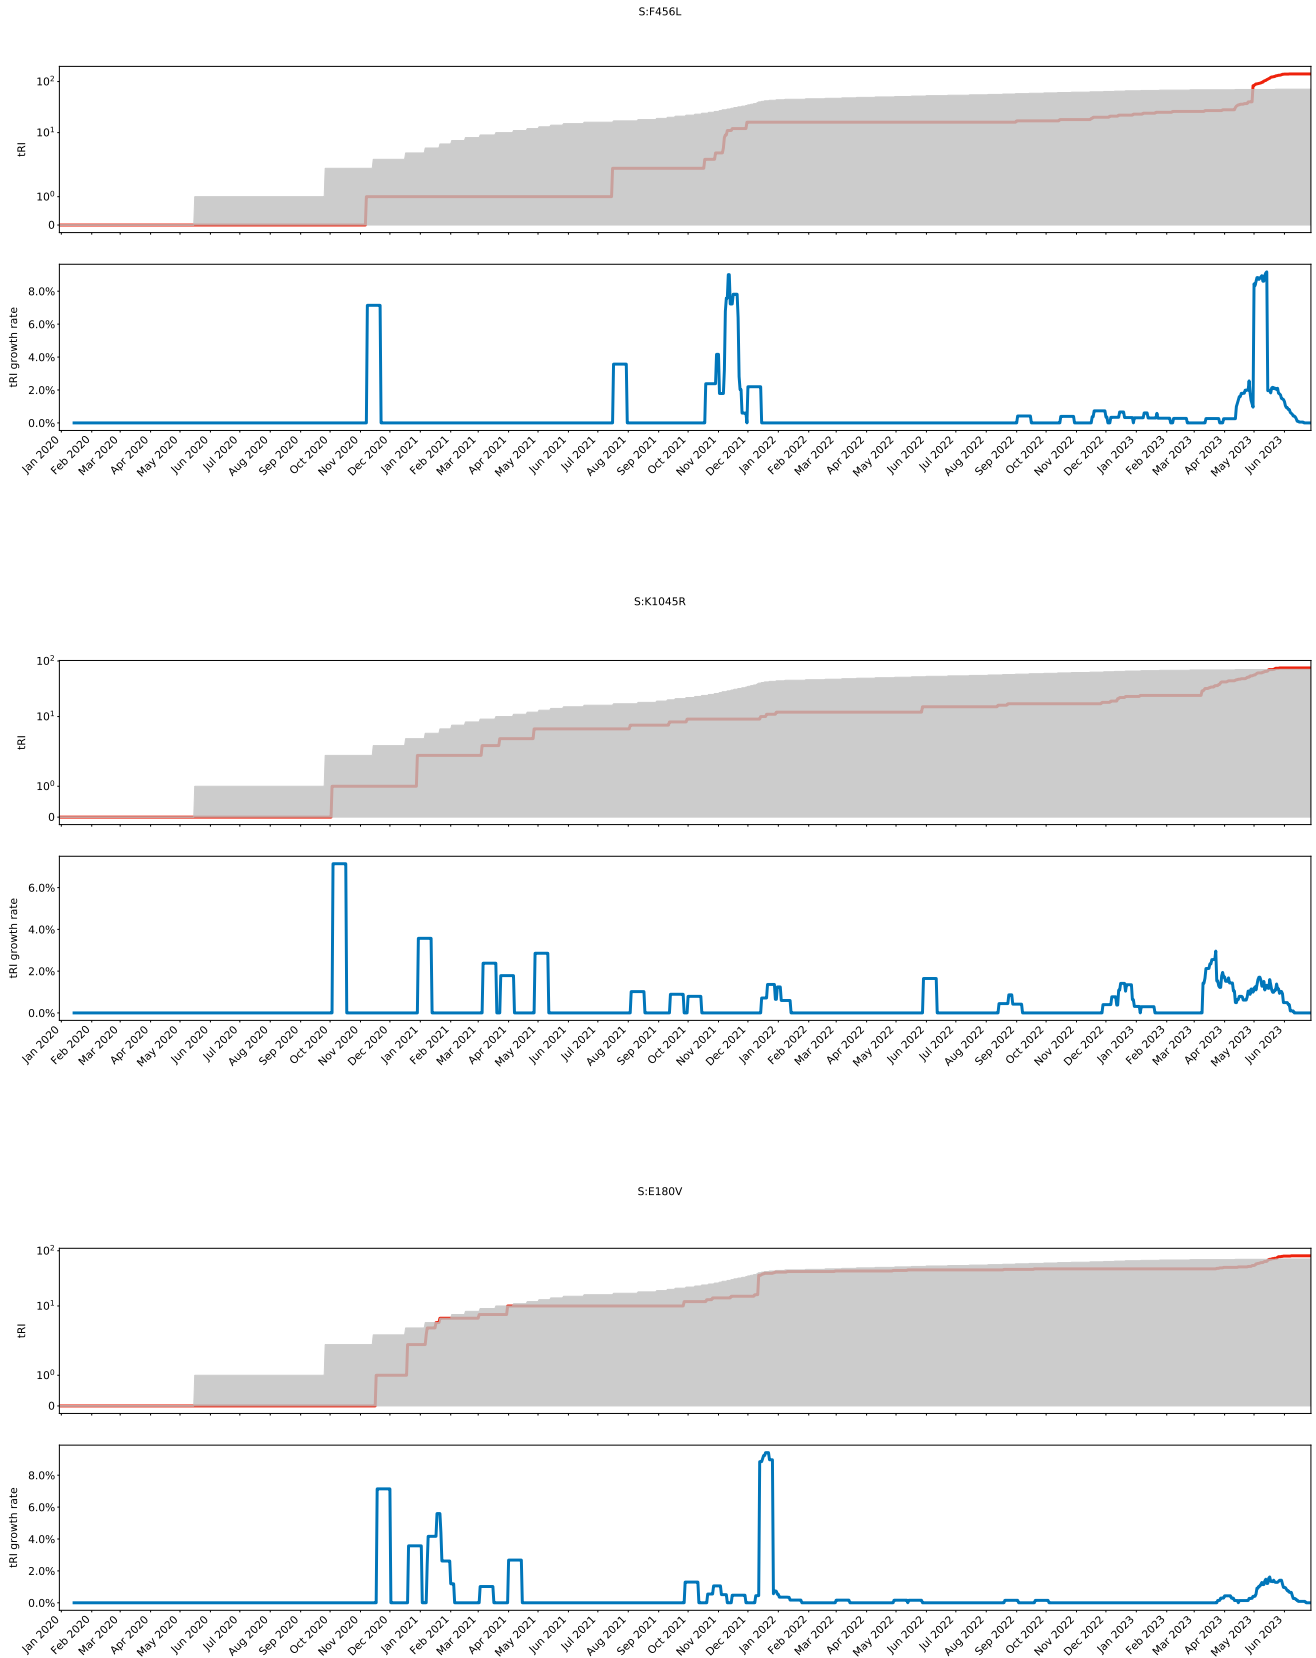 S:F456L
10²
10¹
10⁰
0
tRI
8.0%
6.0%
4.0%
2.0%
0.0%
tRI growth rate
Jan 2020 Feb 2020 Mar 2020 Apr 2020 May 2020 Jun 2020 Jul 2020 Aug 2020 Sep 2020 Oct 2020 Nov 2020 Dec 2020 Jan 2021 Feb 2021 Mar 2021 Apr 2021 May 2021 Jun 2021 Jul 2021 Aug 2021 Sep 2021 Oct 2021 Nov 2021 Dec 2021 Jan 2022 Feb 2022 Mar 2022 Apr 2022 May 2022 Jun 2022 Jul 2022 Aug 2022 Sep 2022 Oct 2022 Nov 2022 Dec 2022 Jan 2023 Feb 2023 Mar 2023 Apr 2023 May 2023 Jun 2023
S:K1045R
10²
10¹
10⁰
0
tRI
6.0%
4.0%
2.0%
0.0%
tRI growth rate
Jan 2020 Feb 2020 Mar 2020 Apr 2020 May 2020 Jun 2020 Jul 2020 Aug 2020 Sep 2020 Oct 2020 Nov 2020 Dec 2020 Jan 2021 Feb 2021 Mar 2021 Apr 2021 May 2021 Jun 2021 Jul 2021 Aug 2021 Sep 2021 Oct 2021 Nov 2021 Dec 2021 Jan 2022 Feb 2022 Mar 2022 Apr 2022 May 2022 Jun 2022 Jul 2022 Aug 2022 Sep 2022 Oct 2022 Nov 2022 Dec 2022 Jan 2023 Feb 2023 Mar 2023 Apr 2023 May 2023 Jun 2023
S:E180V
10²
10¹
10⁰
0
tRI
8.0%
6.0%
4.0%
2.0%
0.0%
tRI growth rate
Jan 2020 Feb 2020 Mar 2020 Apr 2020 May 2020 Jun 2020 Jul 2020 Aug 2020 Sep 2020 Oct 2020 Nov 2020 Dec 2020 Jan 2021 Feb 2021 Mar 2021 Apr 2021 May 2021 Jun 2021 Jul 2021 Aug 2021 Sep 2021 Oct 2021 Nov 2021 Dec 2021 Jan 2022 Feb 2022 Mar 2022 Apr 2022 May 2022 Jun 2022 Jul 2022 Aug 2022 Sep 2022 Oct 2022 Nov 2022 Dec 2022 Jan 2023 Feb 2023 Mar 2023 Apr 2023 May 2023 Jun 2023